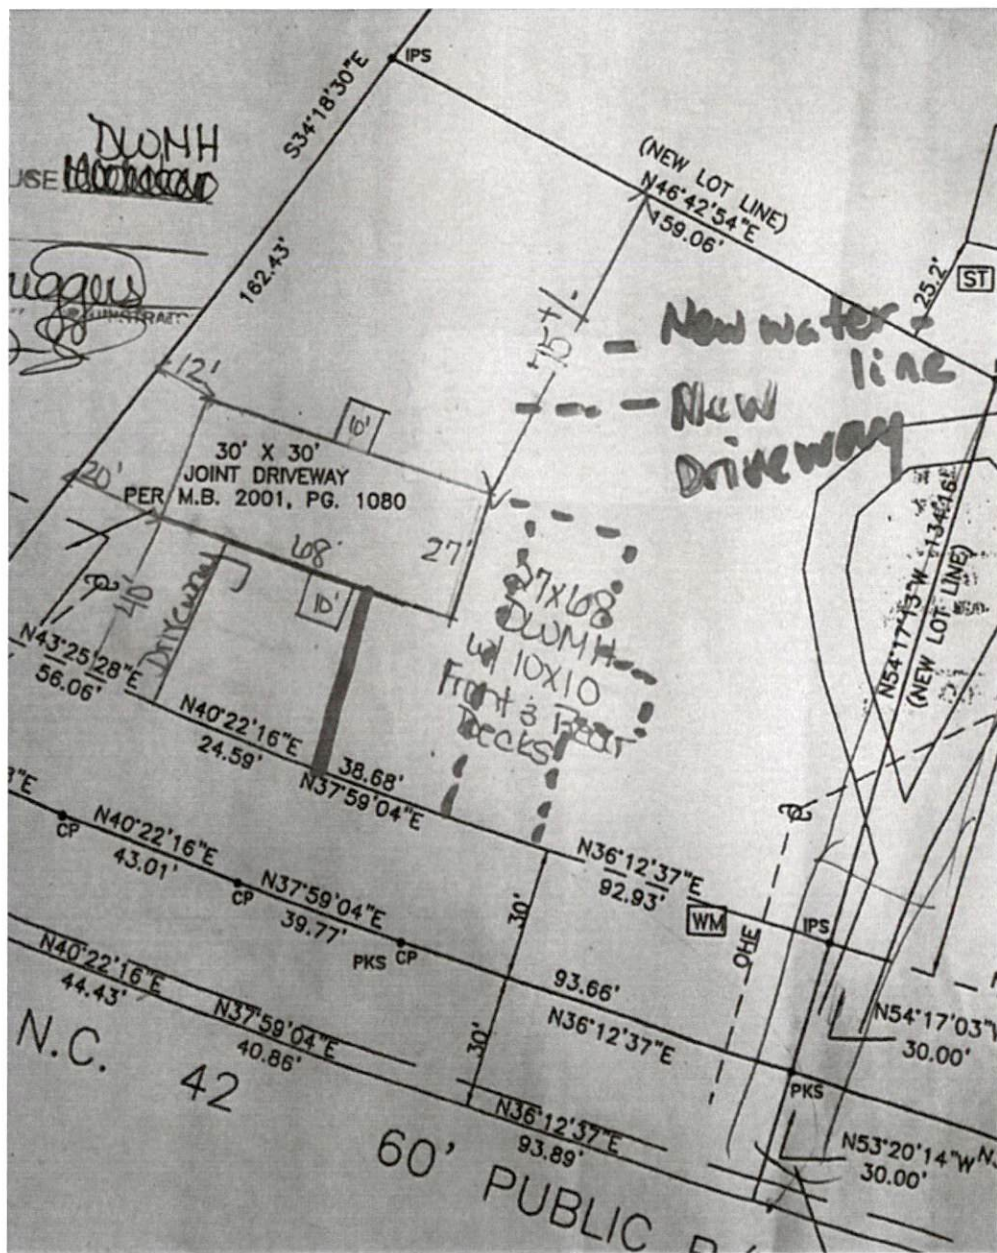 IPS
S34°18'30"E
162.43'
DWMH
USE
(NEW LOT LINE)
N46°42'54"E
159.06'
25.2'
ST
75'+/-
New water
line
New
Driveway
12'
10'
30' X 30'
JOINT DRIVEWAY
PER M.B. 2001, PG. 1080
20'
68'
27'
10'
40'
Driveway
27X68
DWMH
w/ 10X10
Front & Rear
Decks
N54°17'13"W 134.16'
(NEW LOT LINE)
N43°25'28"E
56.06'
N40°22'16"E
24.59'
38.68'
N37°59'04"E
N36°12'37"E
92.93'
WM
OHE
IPS
3"E
CP
N40°22'16"E
43.01'
CP
N37°59'04"E
39.77'
PKS
CP
30'
93.66'
N36°12'37"E
N54°17'03"W
30.00'
PKS
N40°22'16"E
44.43'
N37°59'04"E
40.86'
30'
N36°12'37"E
93.89'
N53°20'14"W
30.00'
N.C. 42
60' PUBLIC